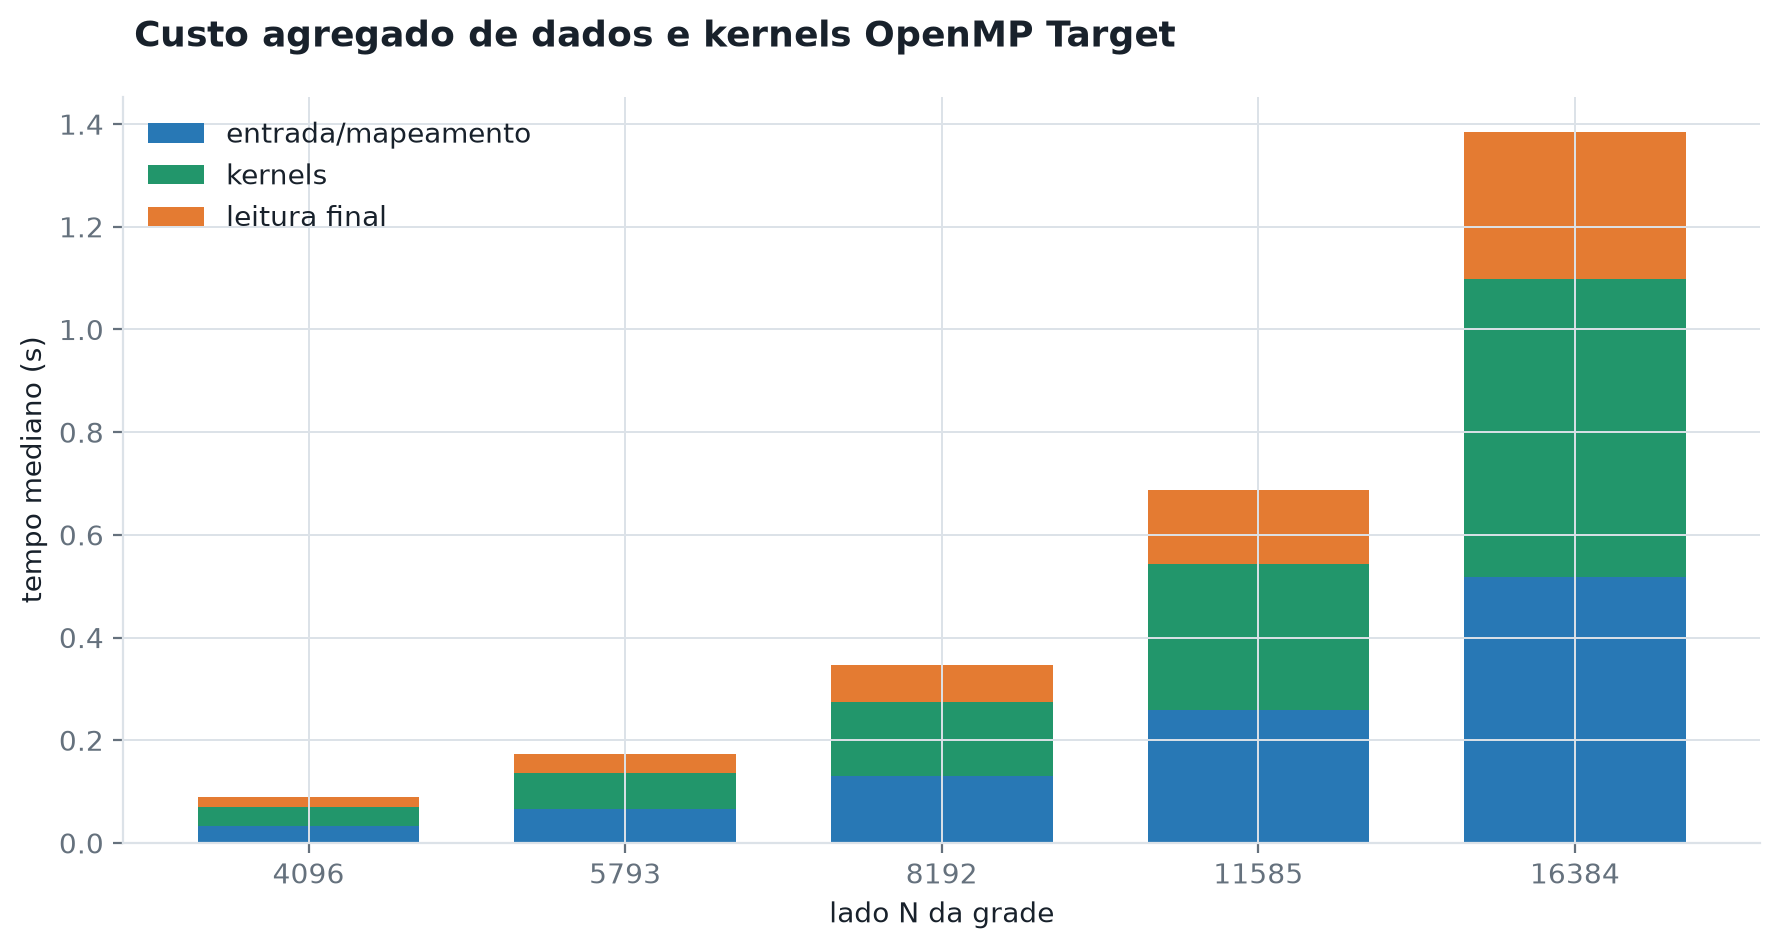 Custo agregado de dados e kernels OpenMP Target
entrada/mapeamento
kernels
leitura final
tempo mediano (s)
1.4
1.2
1.0
0.8
0.6
0.4
0.2
0.0
4096 5793 8192 11585 16384
lado N da grade